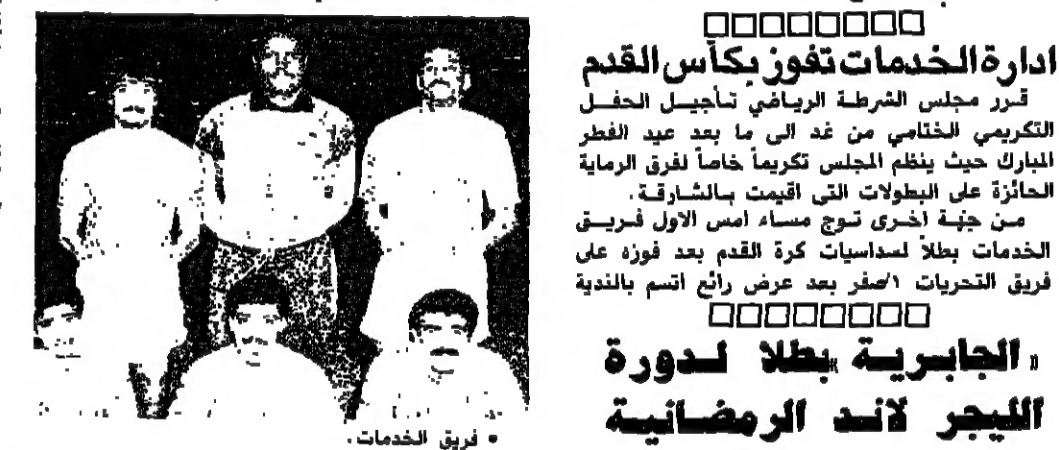 ادارة الخدمات تفوز بكأس القدم
قرر مجلس الشرطة الرياضي تأجيل الحفل
التكريمي الختامي من غد الى ما بعد عيد الفطر
المبارك حيث ينظم المجلس تكريماً خاصاً لفرق الرماية
الحائزة على البطولات التي اقيمت بالشارقة .
من جهة اخرى توج مساء امس الاول فريق
الخدمات بطلاً لسداسيات كرة القدم بعد فوزه على
فريق التحريات ١/صفر بعد عرض رائع اتسم بالندية
« الجابرية بطلا لدورة
الليجر لاند الرمضانية
• فريق الخدمات .